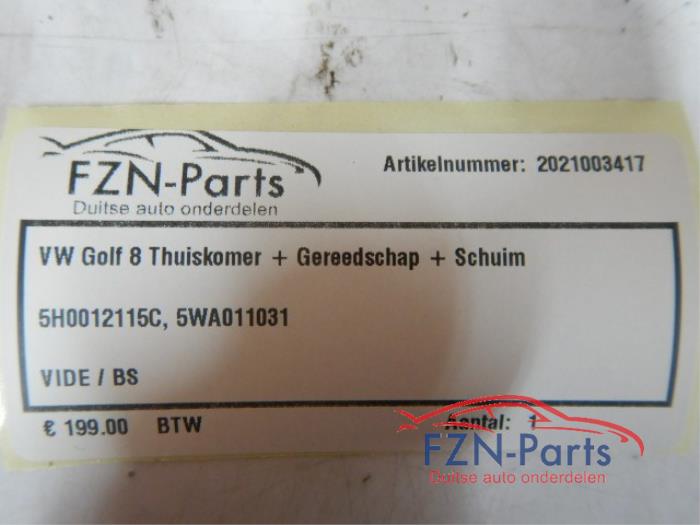 FZN-Parts
Duitse auto onderdelen
Artikelnummer: 2021003417
VW Golf 8 Thuiskomer + Gereedschap + Schuim
5H0012115C, 5WA011031
VIDE / BS
€ 199.00 BTW Aantal: 1
FZN-Parts
Duitse auto onderdelen